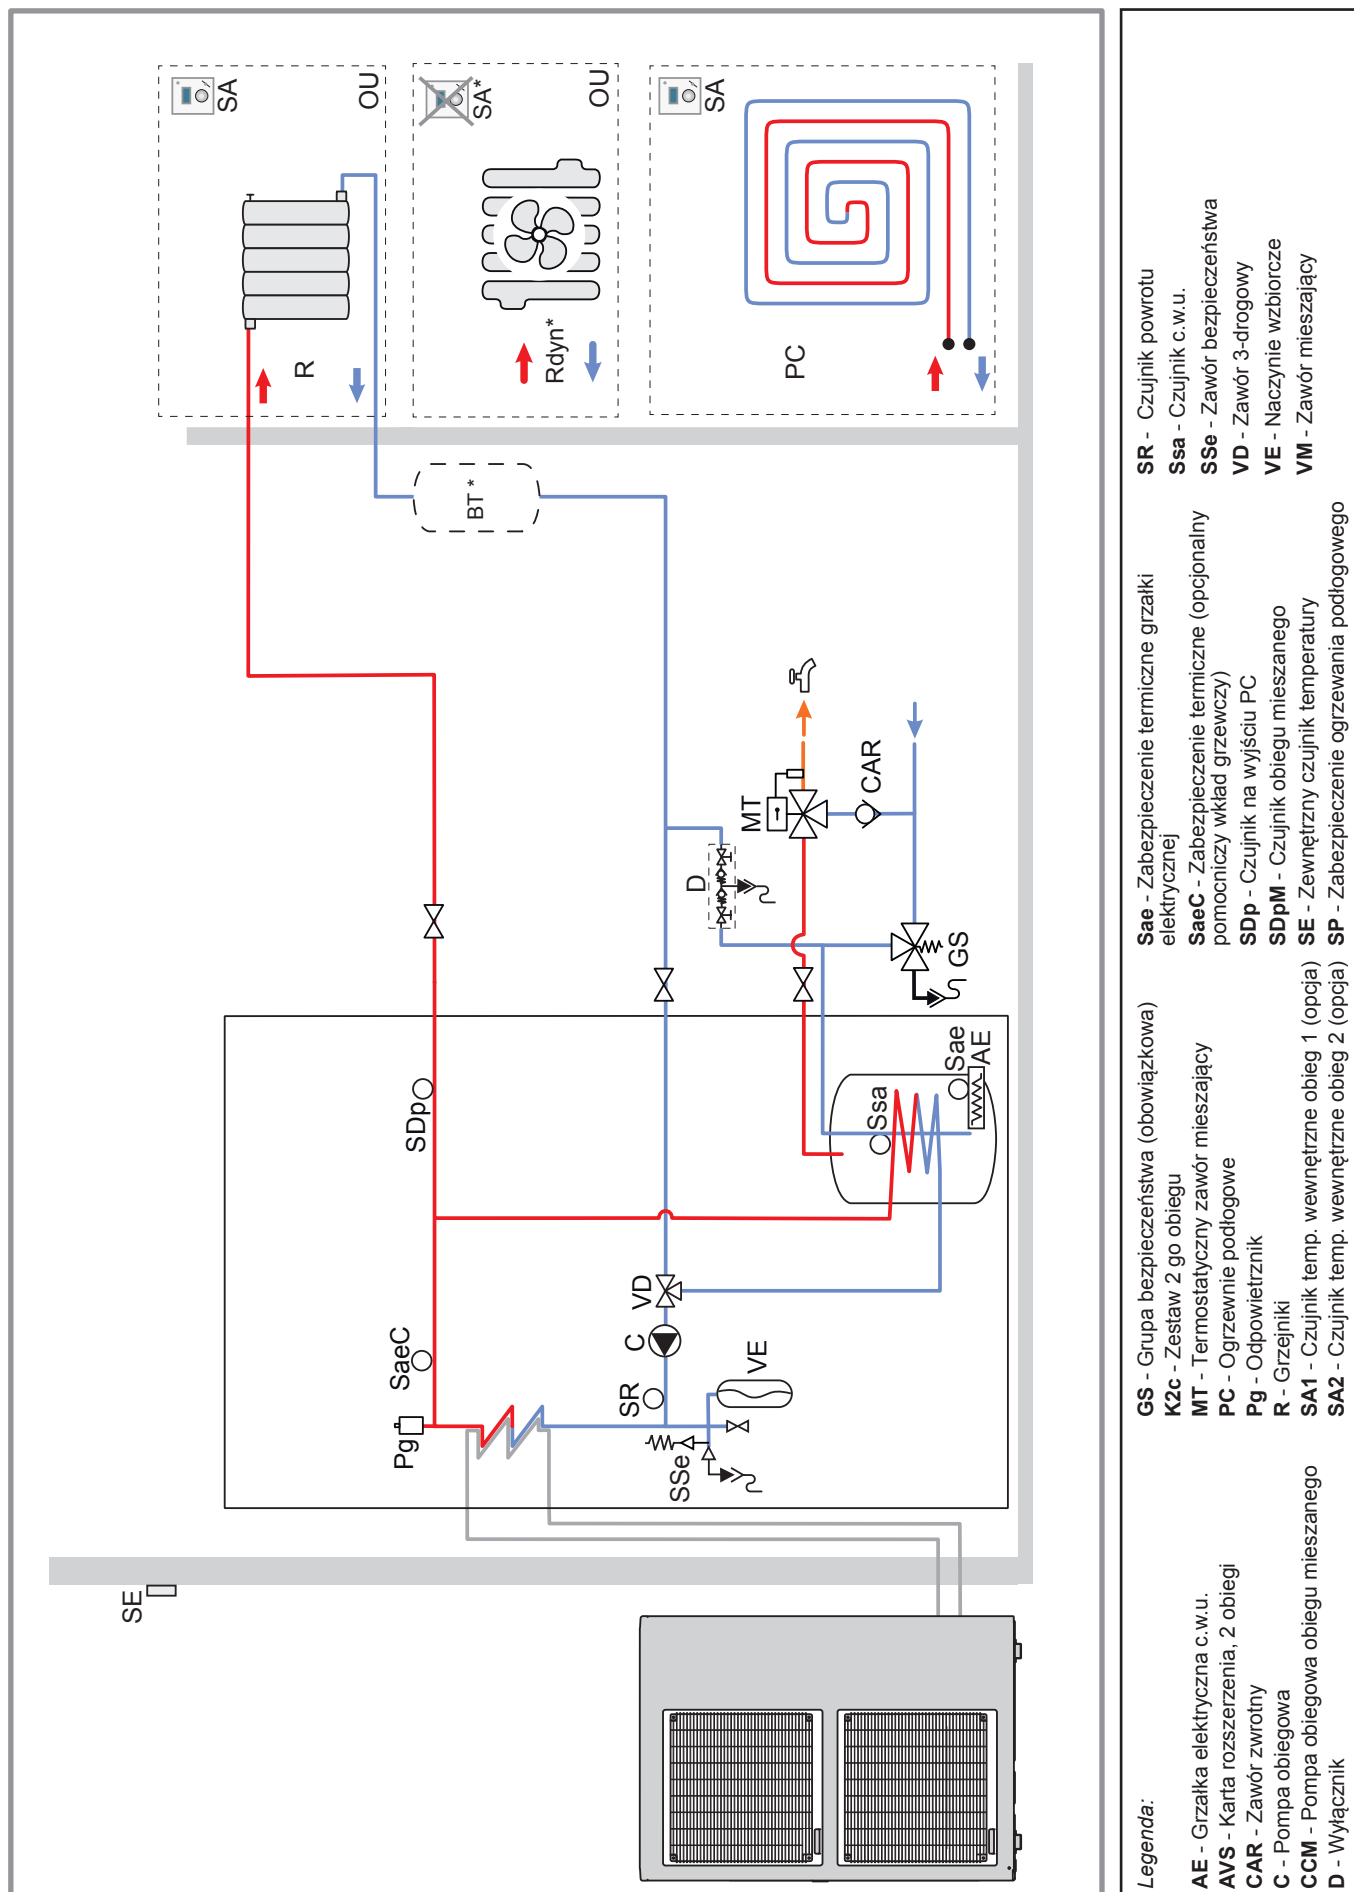 SE
Pg
SaeC
SDp
SR
C
VD
SSe
VE
Ssa
Sae
AE
D
MT
CAR
GS
BT *
R
SA
OU
Rdyn*
SA*
OU
PC
SA
Legenda:
AE - Grzałka elektryczna c.w.u.
AVS - Karta rozszerzenia, 2 obiegi
CAR - Zawór zwrotny
C - Pompa obiegowa
CCM - Pompa obiegowa obiegu mieszanego
D - Wyłącznik
GS - Grupa bezpieczeństwa (obowiązkowa)
K2c - Zestaw 2 go obiegu
MT - Termostatyczny zawór mieszający
PC - Ogrzewnie podłogowe
Pg - Odpowietrznik
R - Grzejniki
SA1 - Czujnik temp. wewnętrzne obieg 1 (opcja)
SA2 - Czujnik temp. wewnętrzne obieg 2 (opcja)
Sae - Zabezpieczenie termiczne grzałki
elektrycznej
SaeC - Zabezpieczenie termiczne (opcjonalny
pomocniczy wkład grzewczy)
SDp - Czujnik na wyjściu PC
SDpM - Czujnik obiegu mieszanego
SE - Zewnętrzny czujnik temperatury
SP - Zabezpieczenie ogrzewania podłogowego
SR - Czujnik powrotu
Ssa - Czujnik c.w.u.
SSe - Zawór bezpieczeństwa
VD - Zawór 3-drogowy
VE - Naczynie wzbiorcze
VM - Zawór mieszający